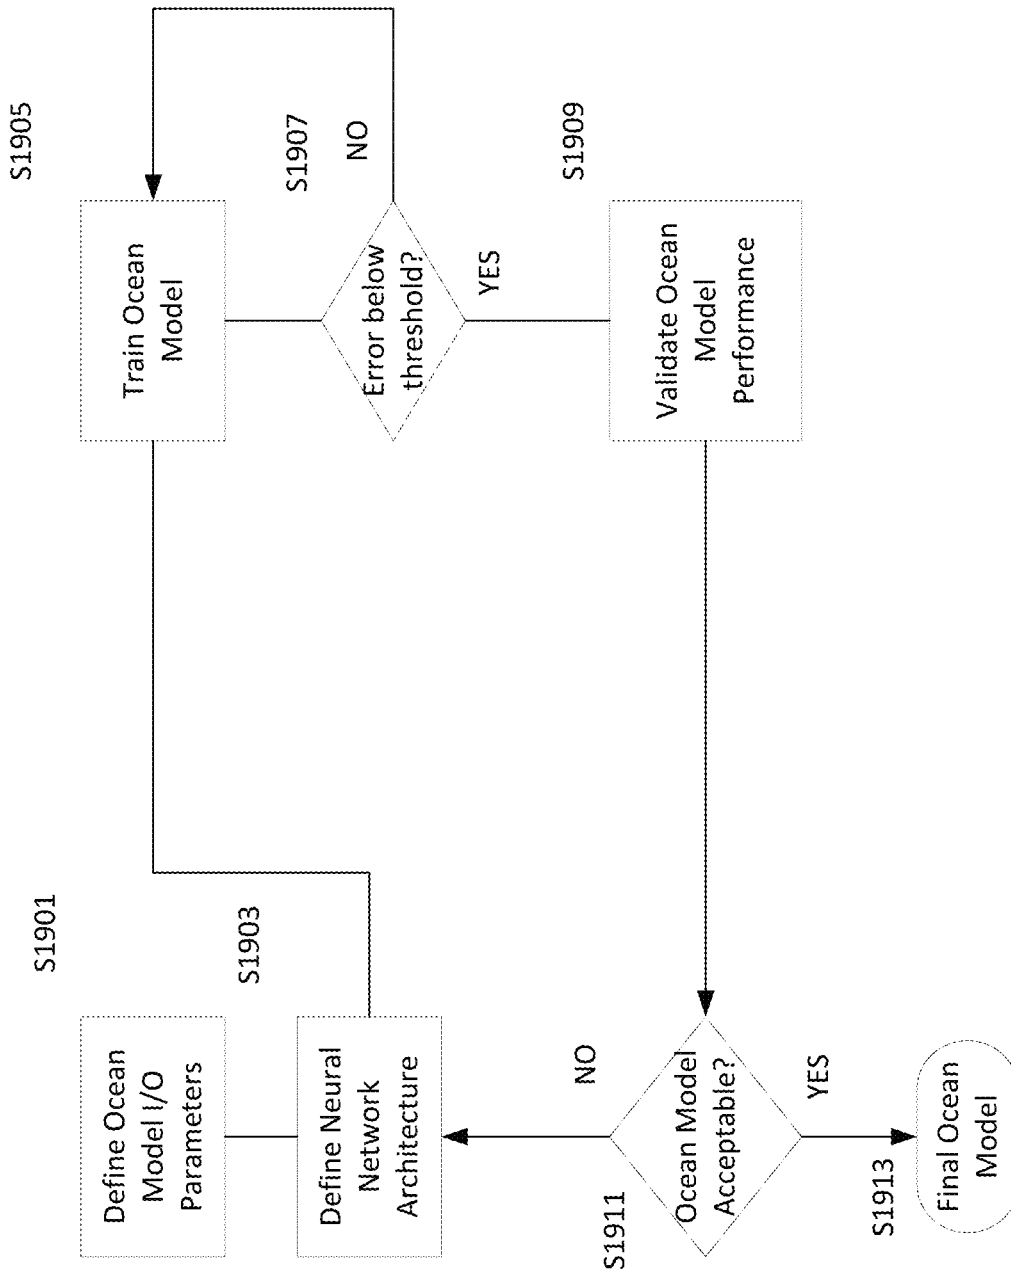 S1901
Define Ocean
Model I/O
Parameters
S1903
Define Neural
Network
Architecture
S1905
Train Ocean
Model
S1907
Error below
threshold?
NO
YES
S1909
Validate Ocean
Model
Performance
S1911
Ocean Model
Acceptable?
NO
YES
S1913
Final Ocean
Model